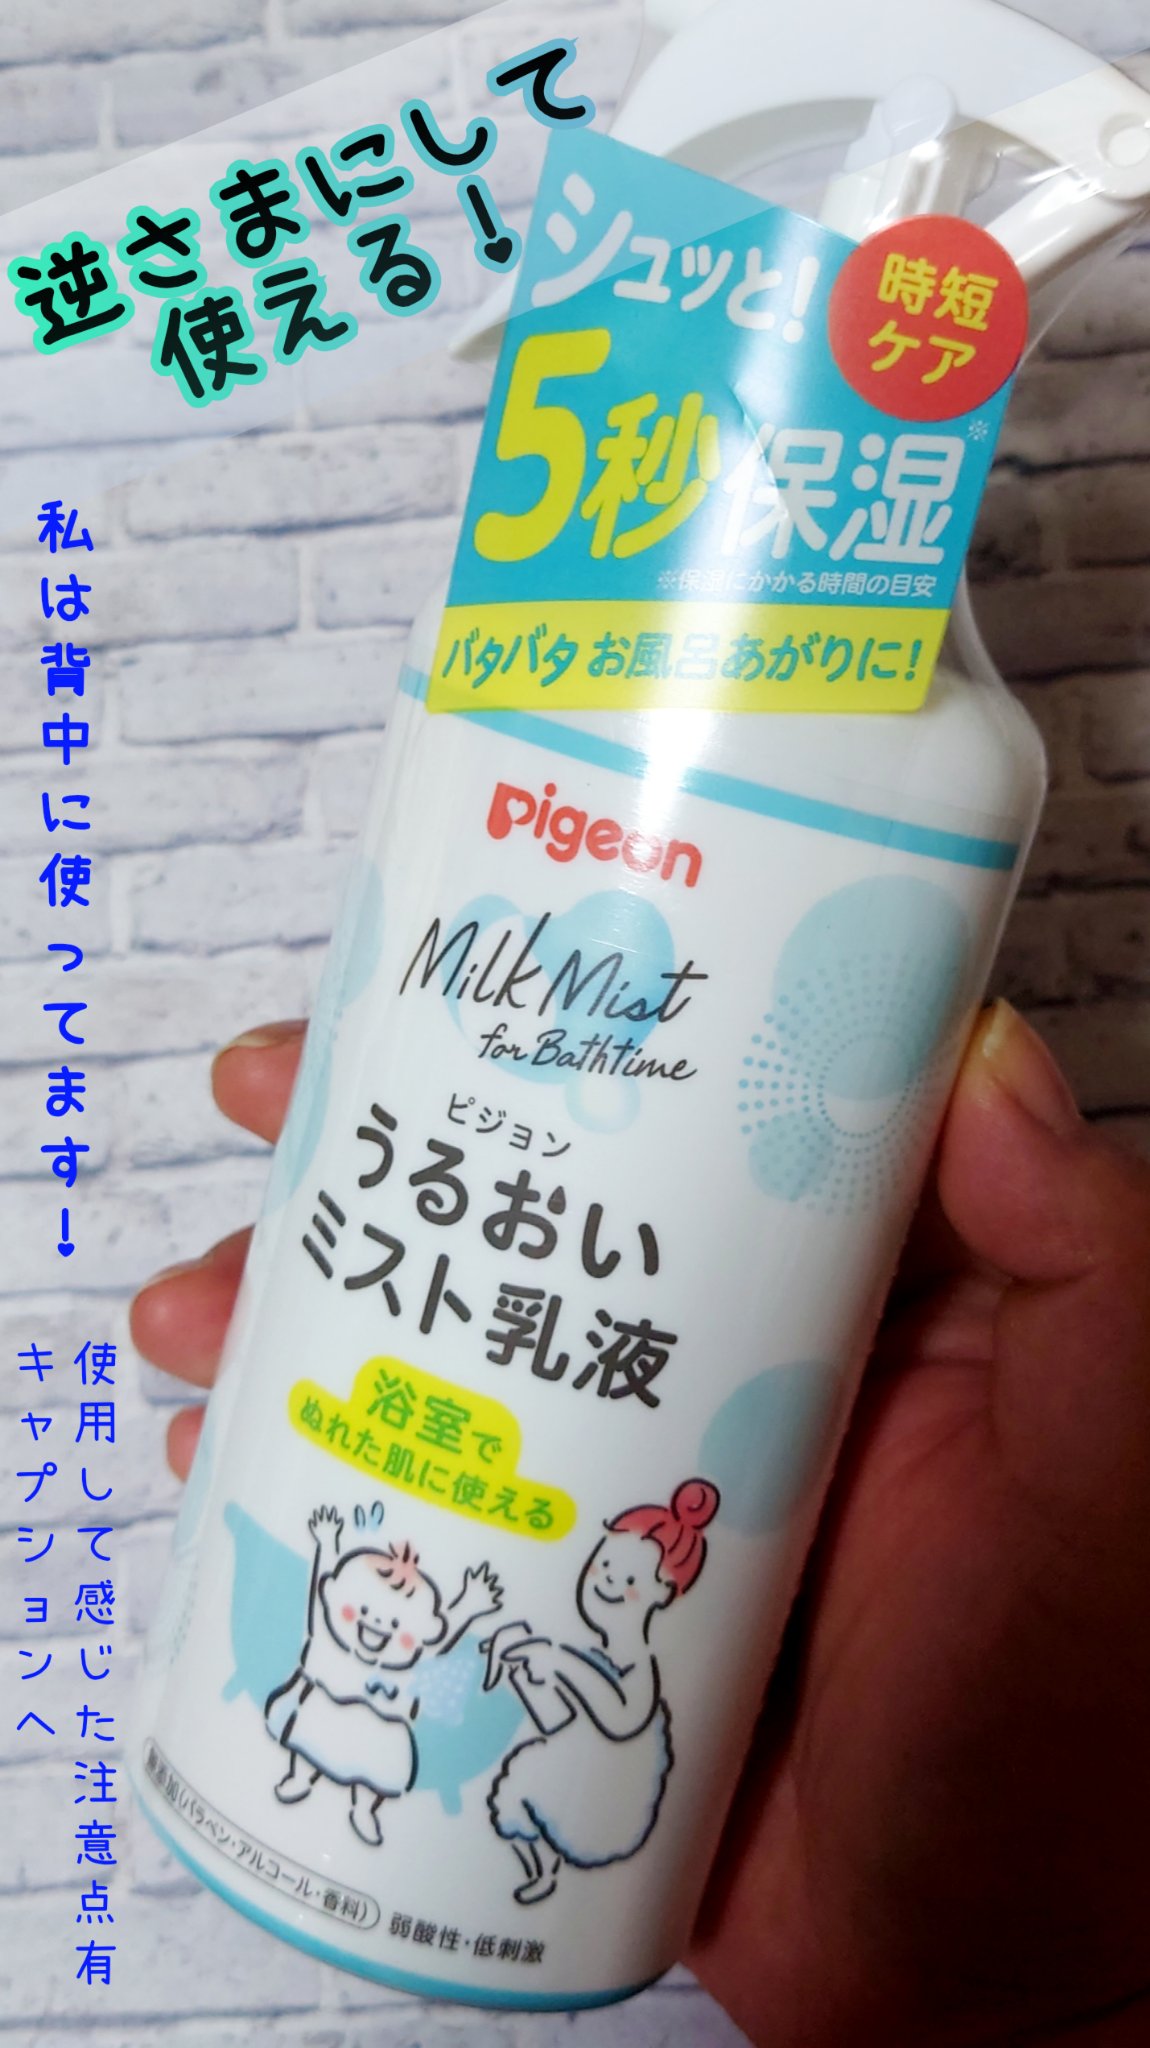 逆さまにして
使える!
シュッと!
時短
ケア
5秒保湿※
※保湿にかかる時間の目安
バタバタ お風呂あがりに!
私は背中に使ってます!
使用して感じた注意点有
キャプションへ
pigeon
Milk Mist
for Bathtime
ピジョン
うるおい
ミスト乳液
浴室で
ぬれた肌に使える
無添加(パラベン・アルコール・香料) 弱酸性・低刺激